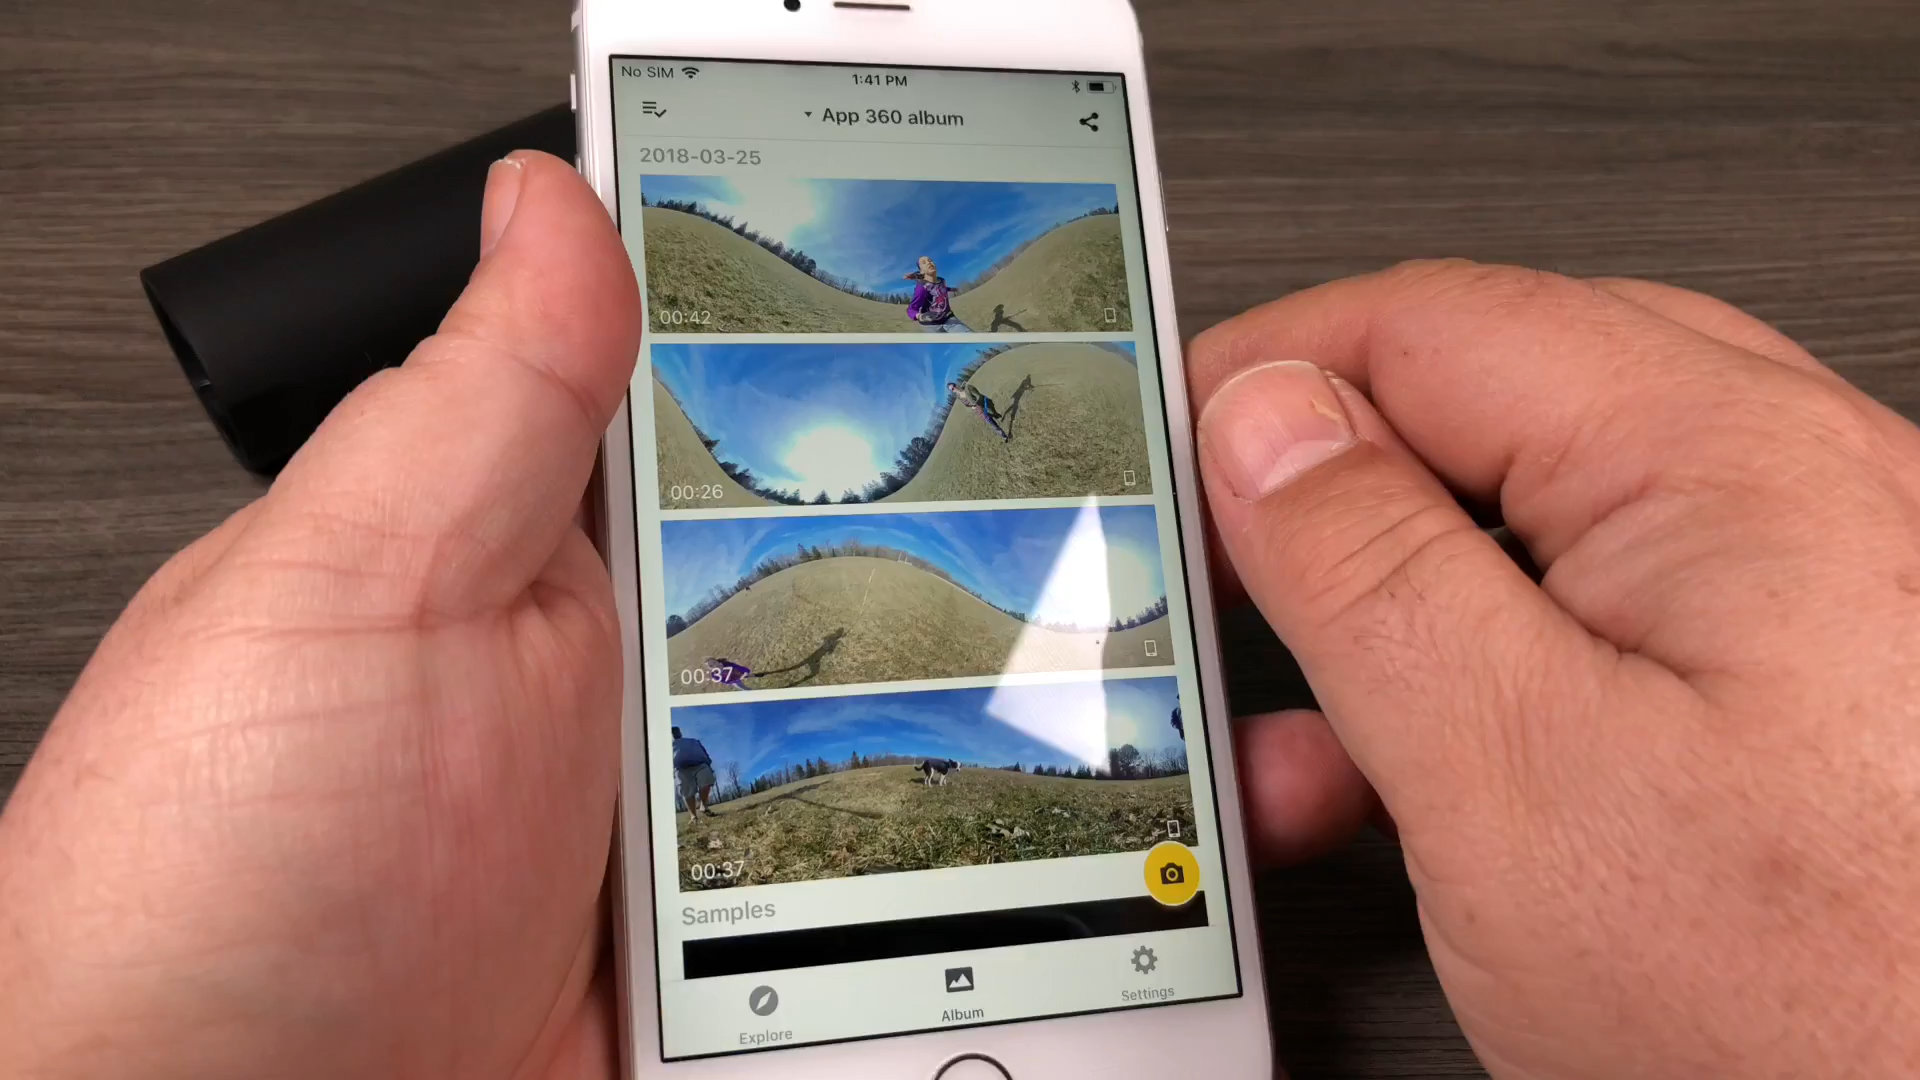 No SIM
1:41 PM
App 360 album
2018-03-25
00:42
00:26
00:37
00:37
Samples
Explore
Album
Settings